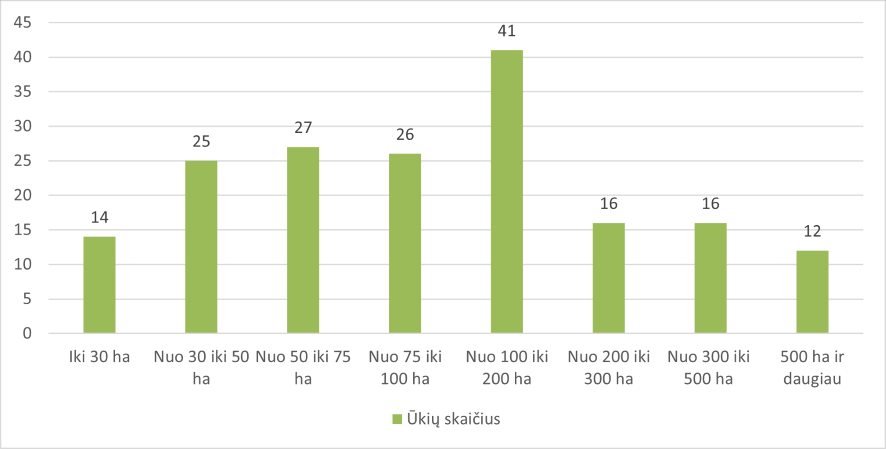 45
40
35
30
25
20
15
10
5
0
14
25
27
26
41
16
16
12
Iki 30 ha
Nuo 30 iki 50
ha
Nuo 50 iki 75
ha
Nuo 75 iki
100 ha
Nuo 100 iki
200 ha
Nuo 200 iki
300 ha
Nuo 300 iki
500 ha
500 ha ir
daugiau
Ūkių skaičius